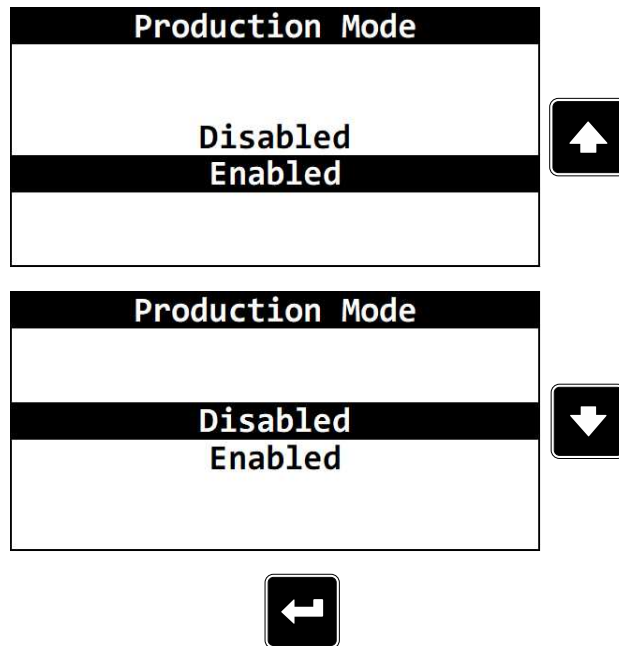 Production Mode
Disabled
Enabled
Production Mode
Disabled
Enabled